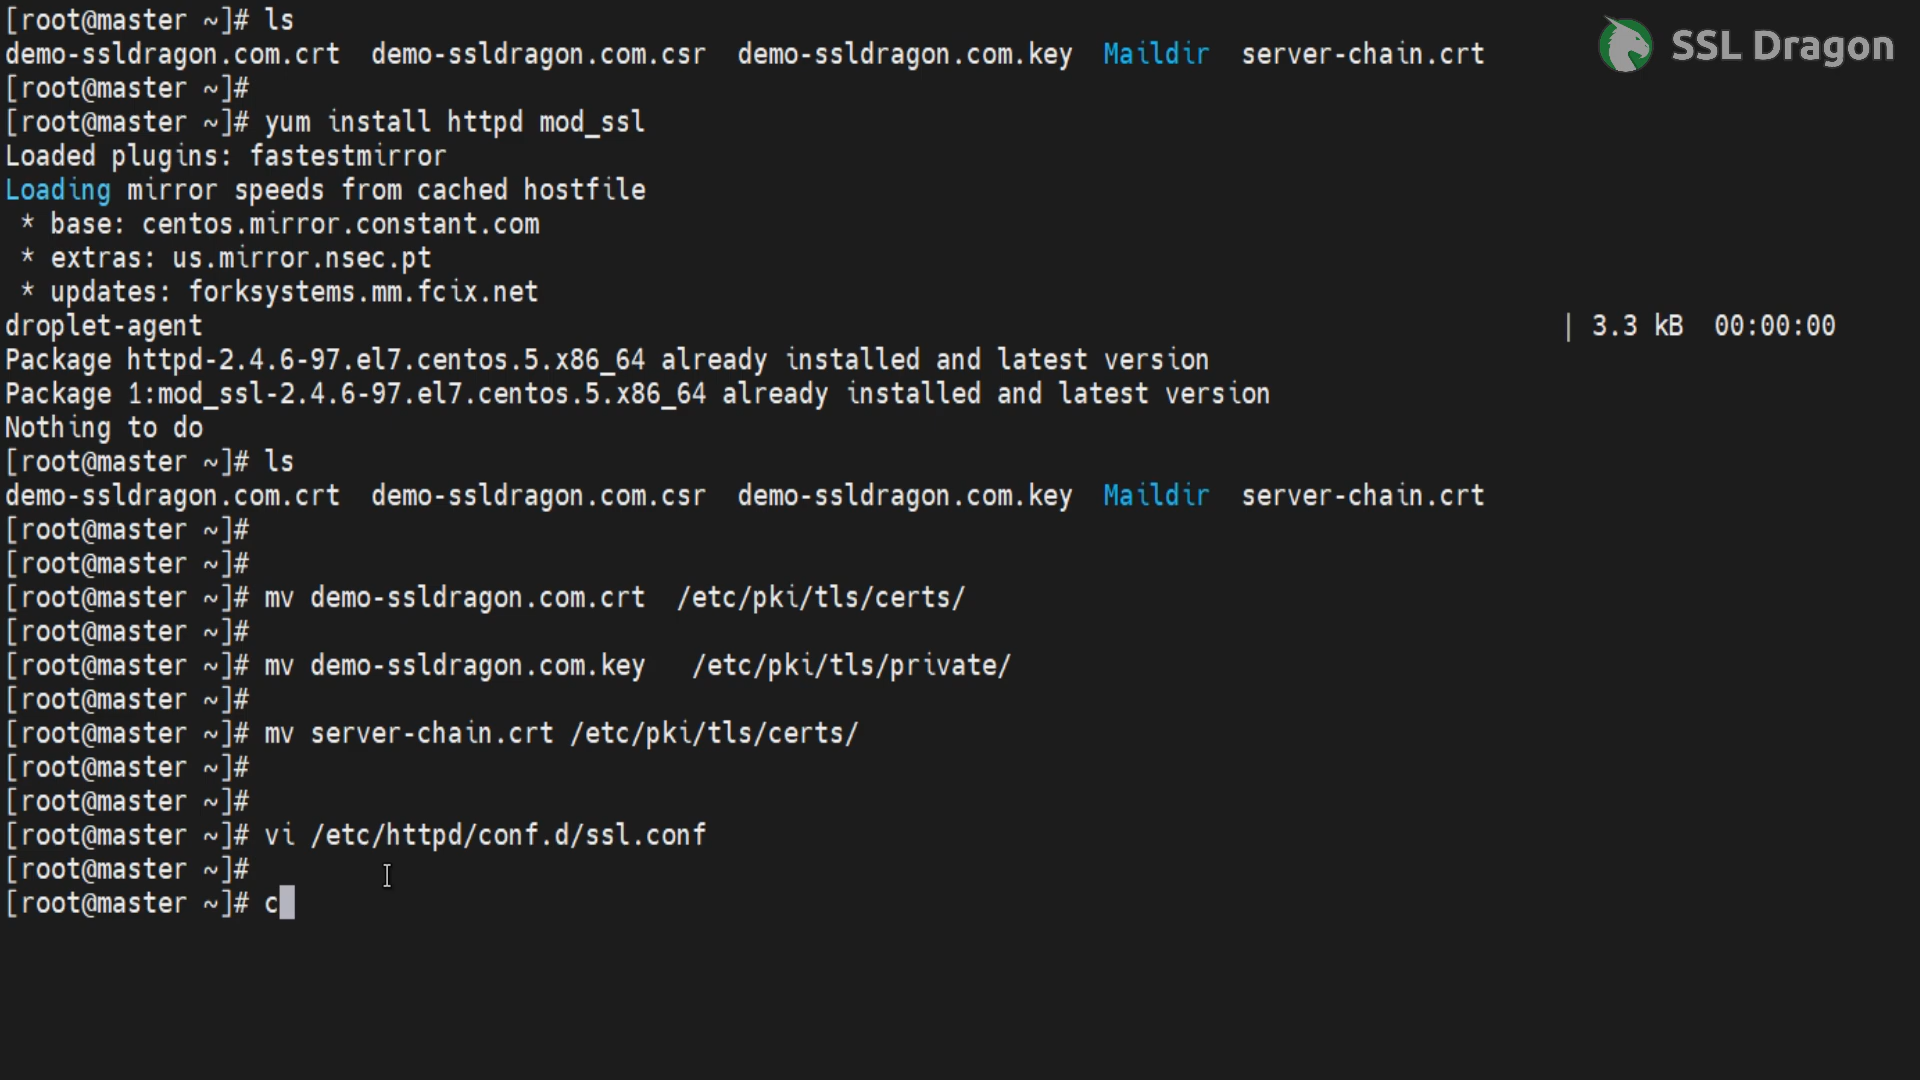 [root@master ~]# ls
SSL Dragon
demo-ssldragon.com.crt  demo-ssldragon.com.csr  demo-ssldragon.com.key  Maildir  server-chain.crt
[root@master ~]#
[root@master ~]# yum install httpd mod_ssl
Loaded plugins: fastestmirror
Loading mirror speeds from cached hostfile
 * base: centos.mirror.constant.com
 * extras: us.mirror.nsec.pt
 * updates: forksystems.mm.fcix.net
droplet-agent | 3.3 kB  00:00:00
Package httpd-2.4.6-97.el7.centos.5.x86_64 already installed and latest version
Package 1:mod_ssl-2.4.6-97.el7.centos.5.x86_64 already installed and latest version
Nothing to do
[root@master ~]# ls
demo-ssldragon.com.crt  demo-ssldragon.com.csr  demo-ssldragon.com.key  Maildir  server-chain.crt
[root@master ~]#
[root@master ~]#
[root@master ~]# mv demo-ssldragon.com.crt  /etc/pki/tls/certs/
[root@master ~]#
[root@master ~]# mv demo-ssldragon.com.key   /etc/pki/tls/private/
[root@master ~]#
[root@master ~]# mv server-chain.crt /etc/pki/tls/certs/
[root@master ~]#
[root@master ~]#
[root@master ~]# vi /etc/httpd/conf.d/ssl.conf
[root@master ~]#
[root@master ~]# c